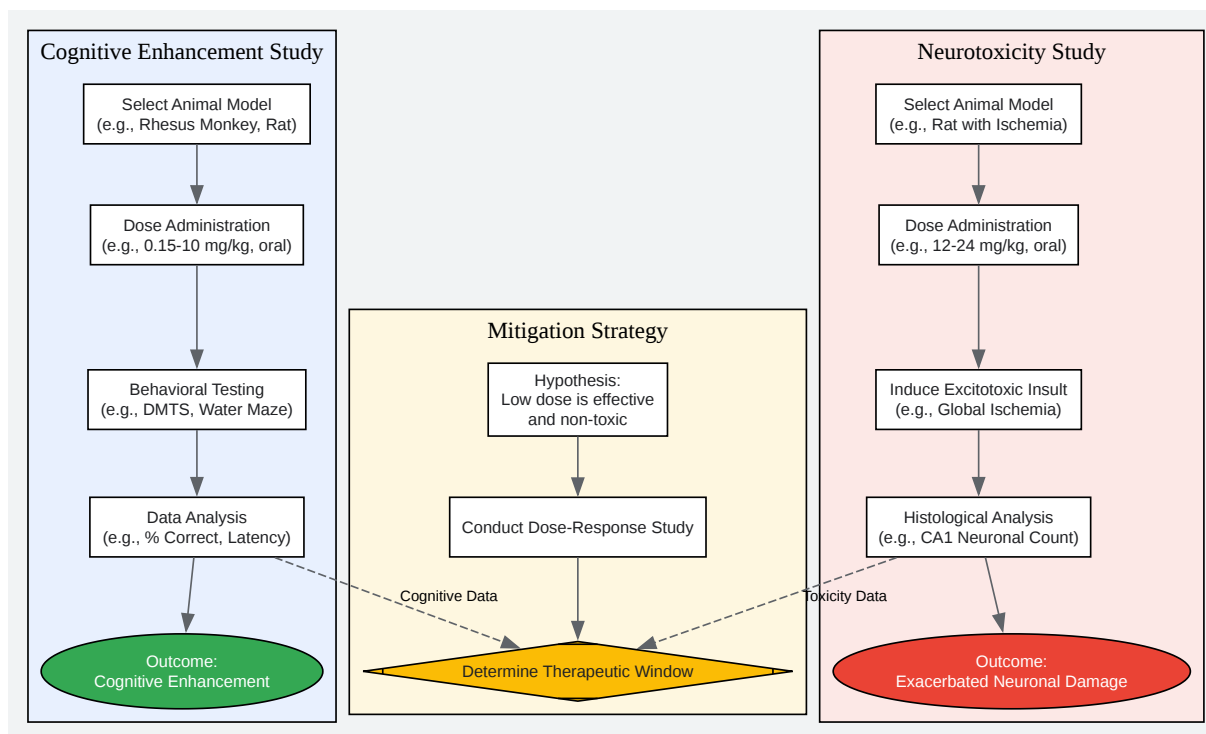 Cognitive Enhancement Study
Select Animal Model
(e.g., Rhesus Monkey, Rat)
Dose Administration
(e.g., 0.15-10 mg/kg, oral)
Behavioral Testing
(e.g., DMTS, Water Maze)
Data Analysis
(e.g., % Correct, Latency)
Outcome:
Cognitive Enhancement
Mitigation Strategy
Hypothesis:
Low dose is effective
and non-toxic
Conduct Dose-Response Study
Cognitive Data
Determine Therapeutic Window
Neurotoxicity Study
Select Animal Model
(e.g., Rat with Ischemia)
Dose Administration
(e.g., 12-24 mg/kg, oral)
Induce Excitotoxic Insult
(e.g., Global Ischemia)
Histological Analysis
(e.g., CA1 Neuronal Count)
Toxicity Data
Outcome:
Exacerbated Neuronal Damage